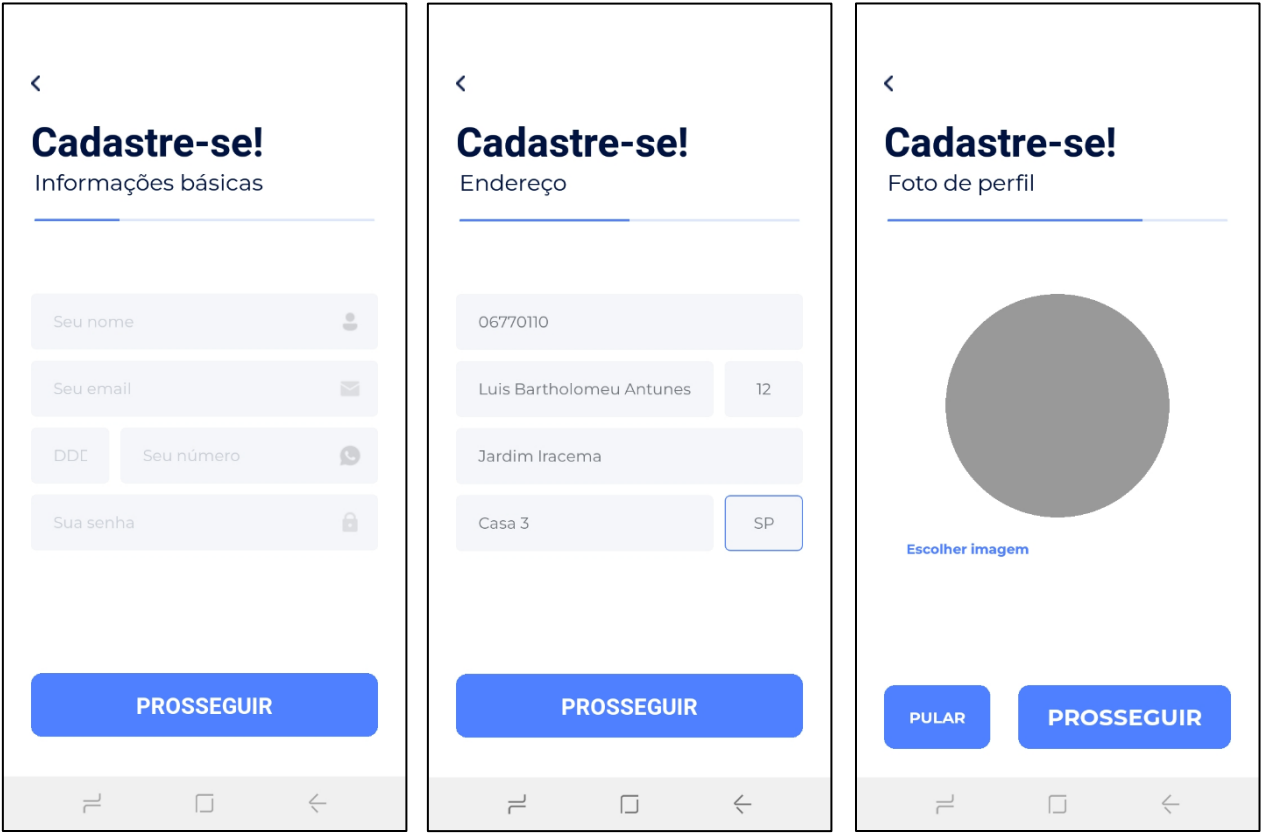 Cadastre-se!
Informações básicas
Seu nome
Seu email
DDD Seu número
Sua senha
PROSSEGUIR
Cadastre-se!
Endereço
06770110
Luis Bartholomeu Antunes 12
Jardim Iracema
Casa 3 SP
PROSSEGUIR
Cadastre-se!
Foto de perfil
Escolher imagem
PULAR PROSSEGUIR